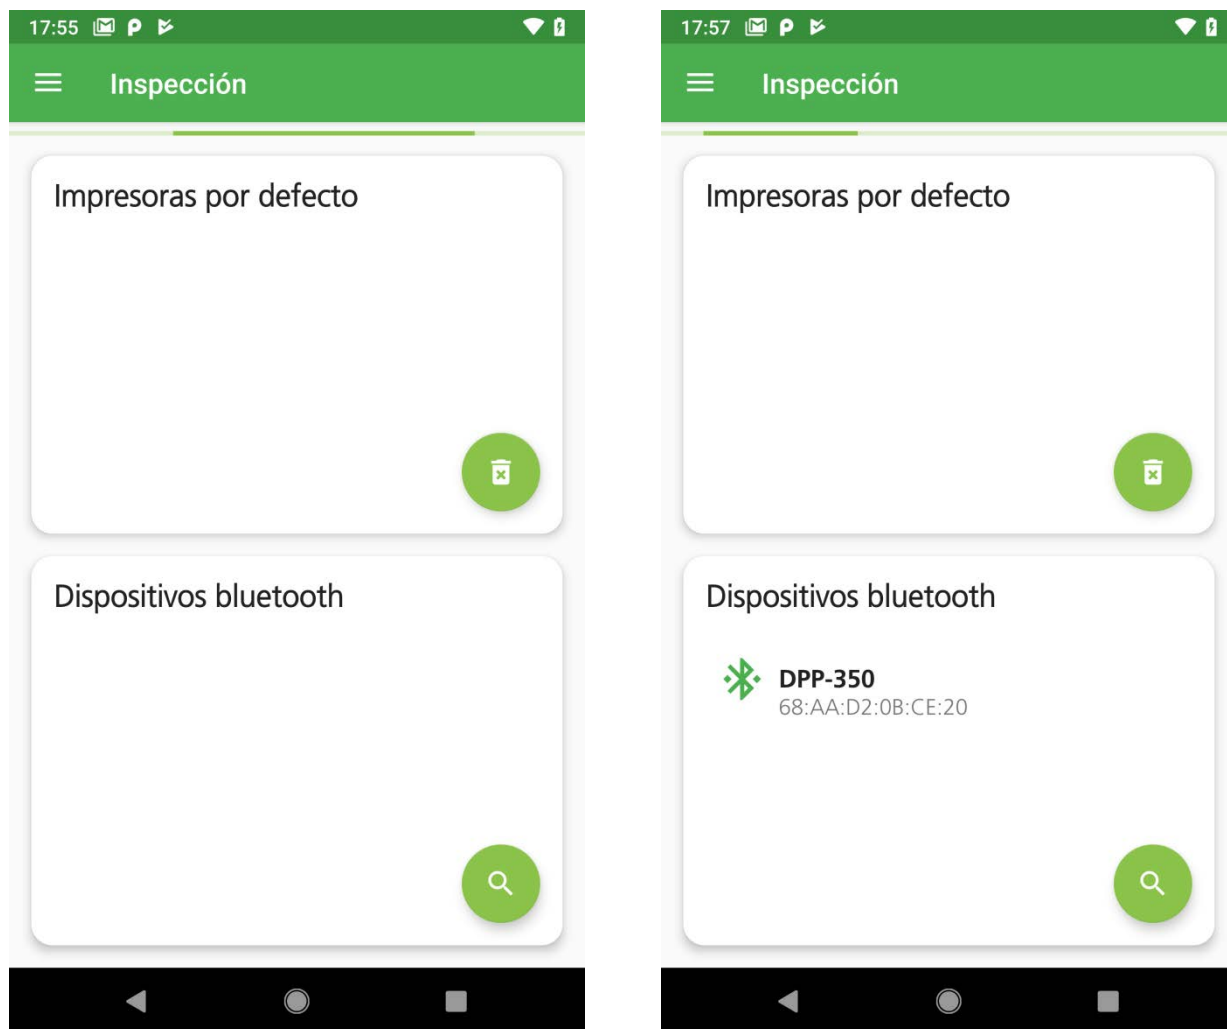 17:55
Inspección
Impresoras por defecto
Dispositivos bluetooth
17:57
Inspección
Impresoras por defecto
Dispositivos bluetooth
DPP-350
68:AA:D2:0B:CE:20